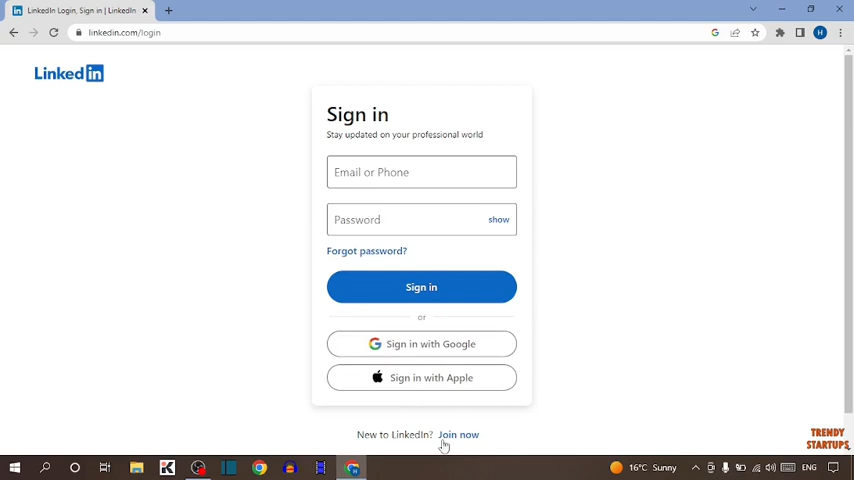 LinkedIn Login, Sign in | LinkedIn
linkedin.com/login
H
Linked in
Sign in
Stay updated on your professional world
Email or Phone
Password show
Forgot password?
Sign in
or
Sign in with Google
Sign in with Apple
New to LinkedIn? Join now
TRENDY
STARTUPS
16°C Sunny
ENG